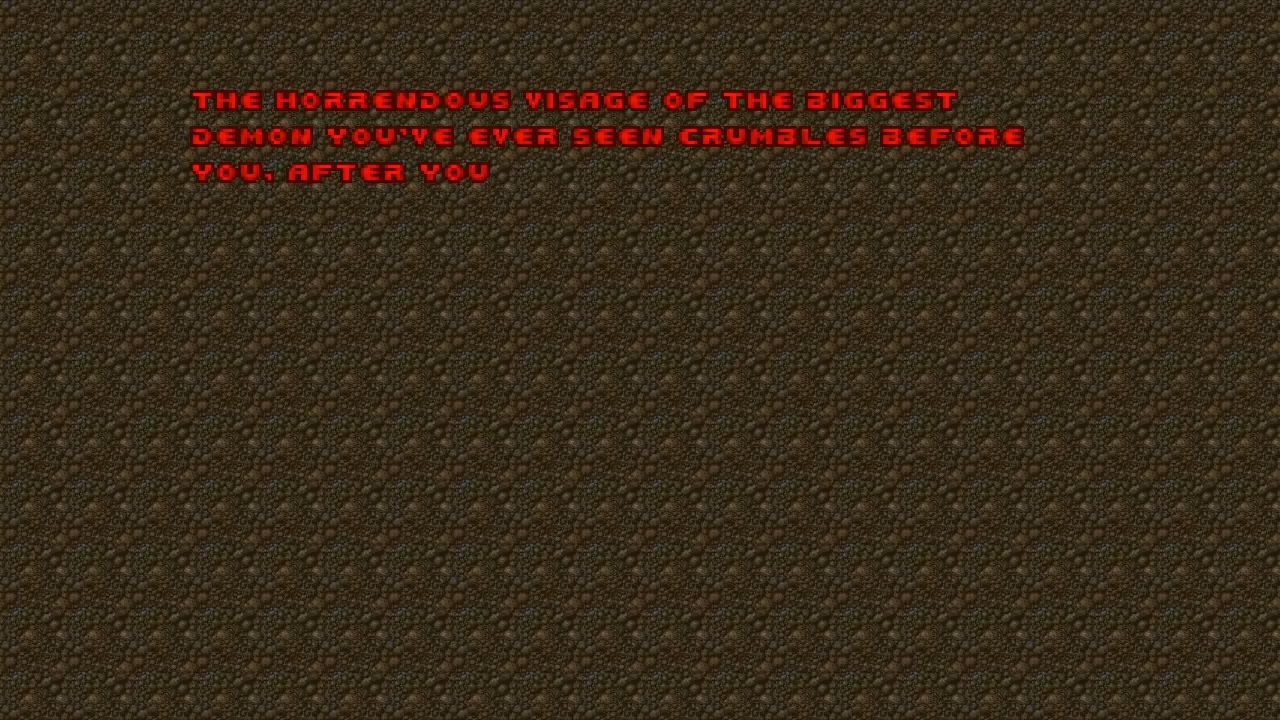 THE HORRENDOUS VISAGE OF THE BIGGEST
DEMON YOU'VE EVER SEEN CRUMBLES BEFORE
YOU, AFTER YOU